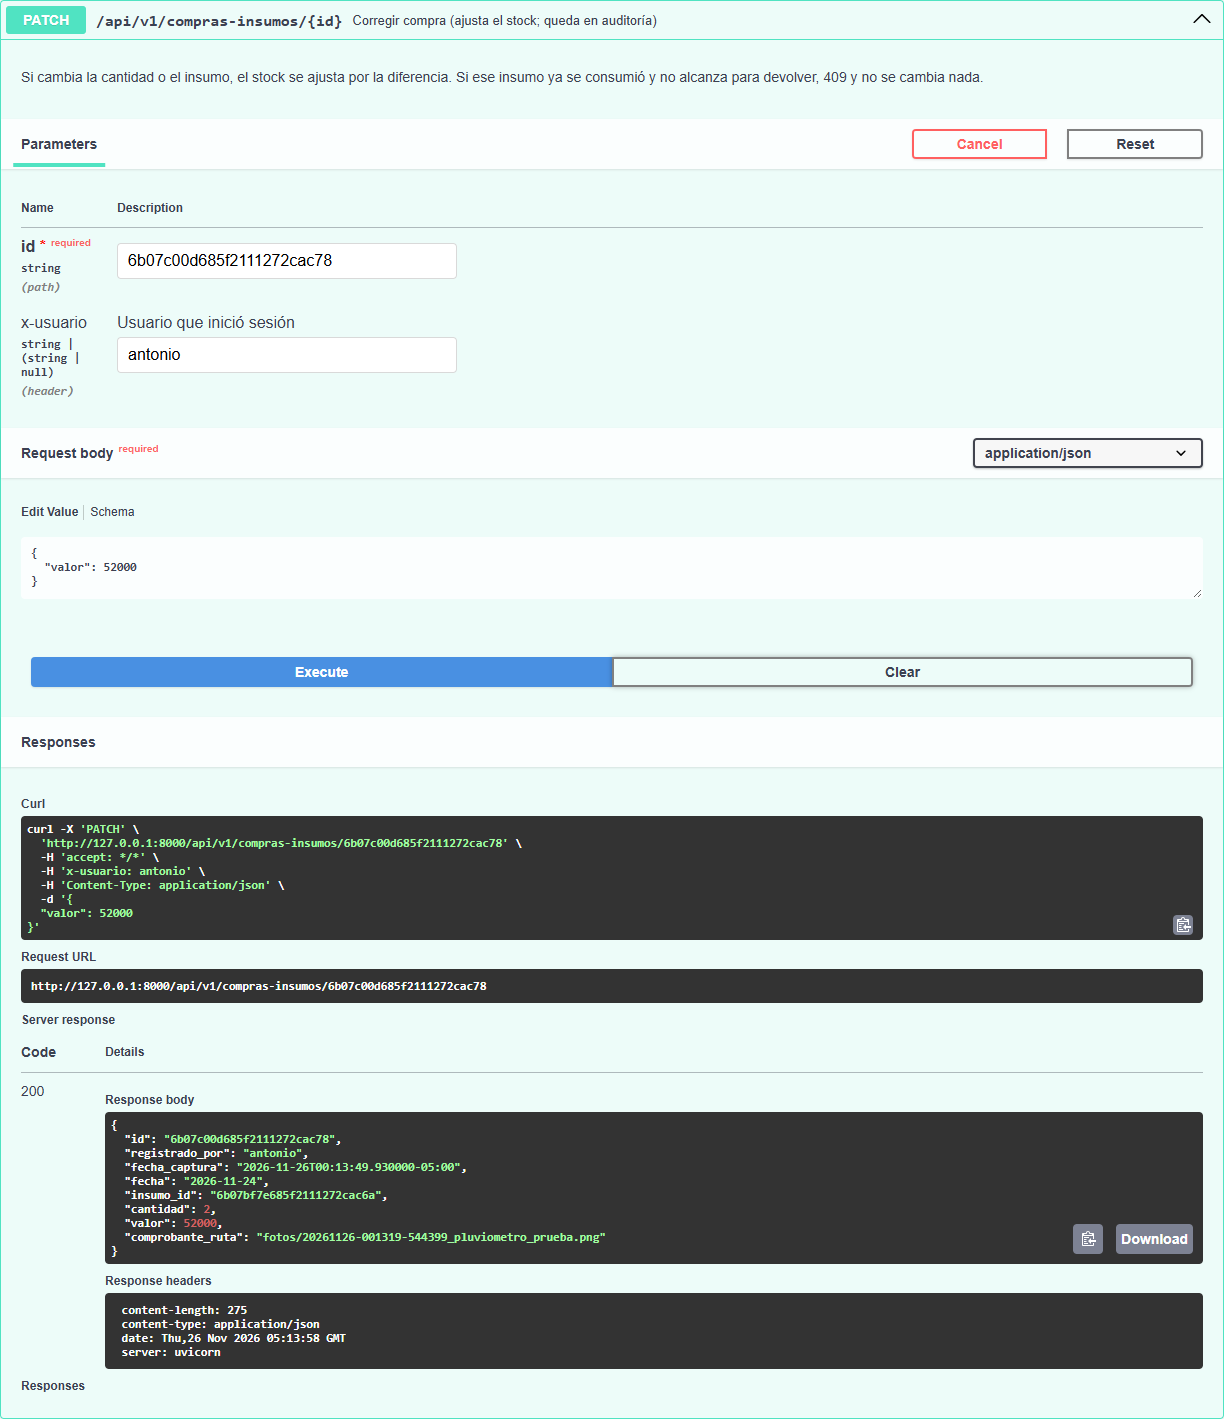 PATCH /api/v1/compras-insumos/{id} Corregir compra (ajusta el stock; queda en auditoría)
Si cambia la cantidad o el insumo, el stock se ajusta por la diferencia. Si ese insumo ya se consumió y no alcanza para devolver, 409 y no se cambia nada.
Parameters Cancel Reset
Name Description
id * required
string
(path)
6b07c00d685f2111272cac78
x-usuario
string |
(string |
null)
(header)
Usuario que inició sesión
antonio
Request body required application/json
Edit Value Schema
{
  "valor": 52000
}
Execute Clear
Responses
Curl
curl -X 'PATCH' \
  'http://127.0.0.1:8000/api/v1/compras-insumos/6b07c00d685f2111272cac78' \
  -H 'accept: */*' \
  -H 'x-usuario: antonio' \
  -H 'Content-Type: application/json' \
  -d '{
  "valor": 52000
}'
Request URL
http://127.0.0.1:8000/api/v1/compras-insumos/6b07c00d685f2111272cac78
Server response
Code Details
200
Response body
{
  "id": "6b07c00d685f2111272cac78",
  "registrado_por": "antonio",
  "fecha_captura": "2026-11-26T00:13:49.930000-05:00",
  "fecha": "2026-11-24",
  "insumo_id": "6b07bf7e685f2111272cac6a",
  "cantidad": 2,
  "valor": 52000,
  "comprobante_ruta": "fotos/20261126-001319-544399_pluviometro_prueba.png"
}
Download
Response headers
content-length: 275
content-type: application/json
date: Thu,26 Nov 2026 05:13:58 GMT
server: uvicorn
Responses